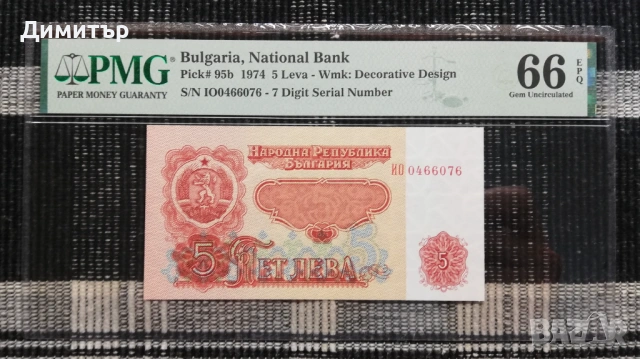 Димитър
PMG
PAPER MONEY GUARANTY
Bulgaria, National Bank
Pick# 95b 1974 5 Leva - Wmk: Decorative Design
S/N IO0466076 - 7 Digit Serial Number
66 EPQ
Gem Uncirculated
НАРОДНА РЕПУБЛИКА
БЪЛГАРИЯ
ИО 0466076
5 ПЕТ ЛЕВА
5
BAZAR